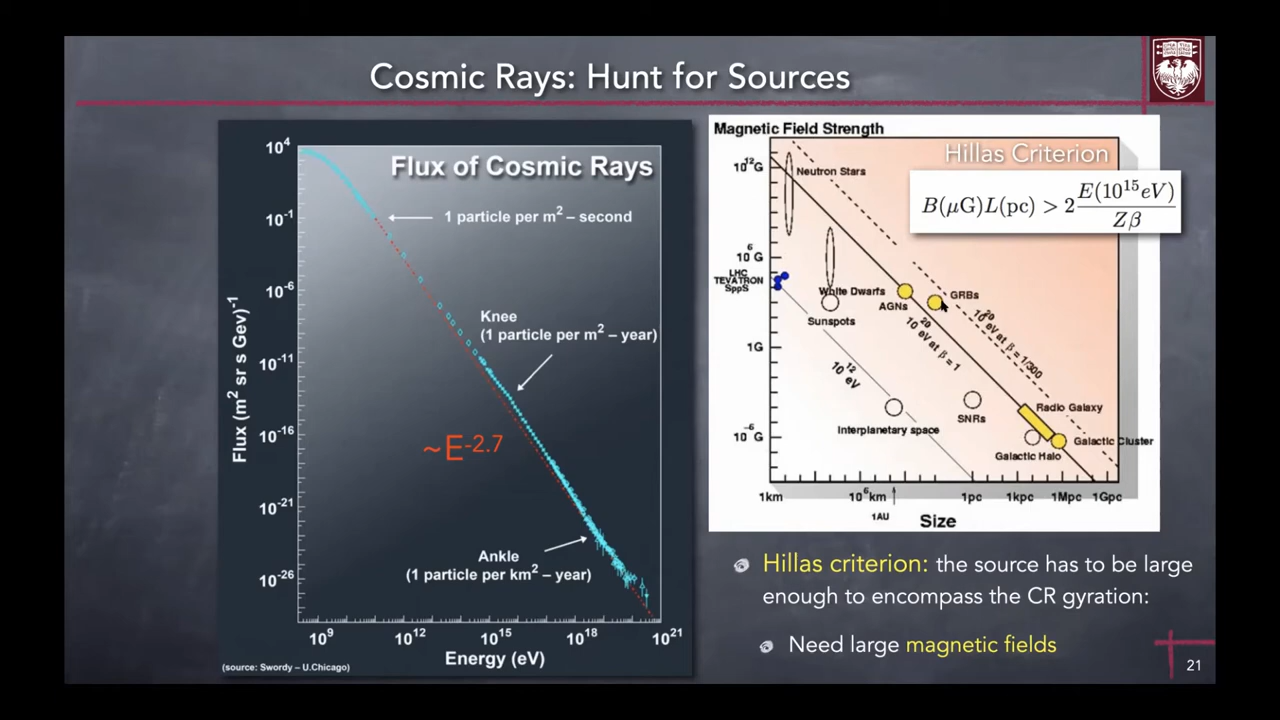 Cosmic Rays: Hunt for Sources
Flux of Cosmic Rays
10^4
10^-1
10^-6
10^-11
10^-16
10^-21
10^-26
Flux (m^2 sr s Gev)^-1
1 particle per m^2 – second
Knee
(1 particle per m^2 – year)
~E^-2.7
Ankle
(1 particle per km^2 – year)
10^9 10^12 10^15 10^18 10^21
Energy (eV)
(source: Swordy – U.Chicago)
Magnetic Field Strength
Hillas Criterion
B(μG)L(pc) > 2 E(10^15 eV) / Zβ
10^12 G
10^6 G
1G
10^-6 G
Neutron Stars
LHC
TEVATRON
SppS
White Dwarfs
Sunspots
AGNs
GRBs
10^20 eV at β = 1
10^20 eV at β = 1/300
10^12 eV
Interplanetary space
SNRs
Radio Galaxy
Galactic Cluster
Galactic Halo
1km 10^6 km 1pc 1kpc 1Mpc 1Gpc
1AU
Size
Hillas criterion: the source has to be large
enough to encompass the CR gyration:
Need large magnetic fields
21